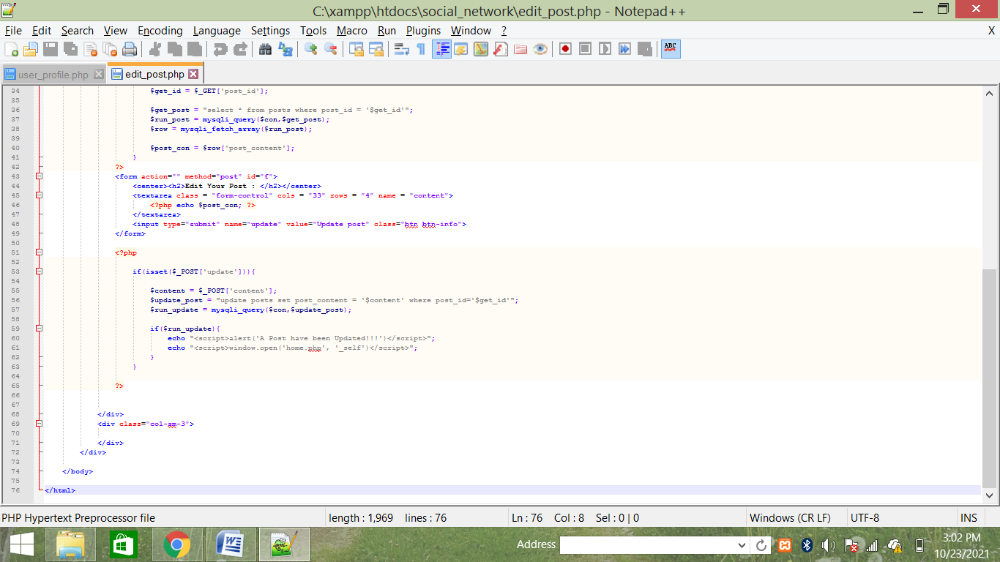 C:\xampp\htdocs\social_network\edit_post.php - Notepad++
File Edit Search View Encoding Language Settings Tools Macro Run Plugins Window ? X
ABC
user_profile.php edit_post.php
34 $get_id = $_GET['post_id'];
35
36 $get_post = "select * from posts where post_id = '$get_id'";
37 $run_post = mysqli_query($con,$get_post);
38 $row = mysqli_fetch_array($run_post);
39
40 $post_con = $row['post_content'];
41 }
42 ?>
43 <form action="" method="post" id="f">
44 <center><h2>Edit Your Post : </h2></center>
45 <textarea class = "form-control" cols = "33" rows = "4" name = "content">
46 <?php echo $post_con; ?>
47 </textarea>
48 <input type="submit" name="update" value="Update post" class="btn btn-info">
49 </form>
50
51 <?php
52
53 if(isset($_POST['update'])){
54
55 $content = $_POST['content'];
56 $update_post = "update posts set post_content = '$content' where post_id='$get_id'";
57 $run_update = mysqli_query($con,$update_post);
58
59 if($run_update){
60 echo "<script>alert('A Post have been Updated!!!')</script>";
61 echo "<script>window.open('home.php', '_self')</script>";
62 }
63 }
64
65 ?>
66
67
68 </div>
69 <div class="col-sm-3">
70
71 </div>
72 </div>
73
74 </body>
75
76 </html>
PHP Hypertext Preprocessor file length : 1,969 lines : 76 Ln : 76 Col : 8 Sel : 0 | 0 Windows (CR LF) UTF-8 INS
Address 3:02 PM
10/23/2021